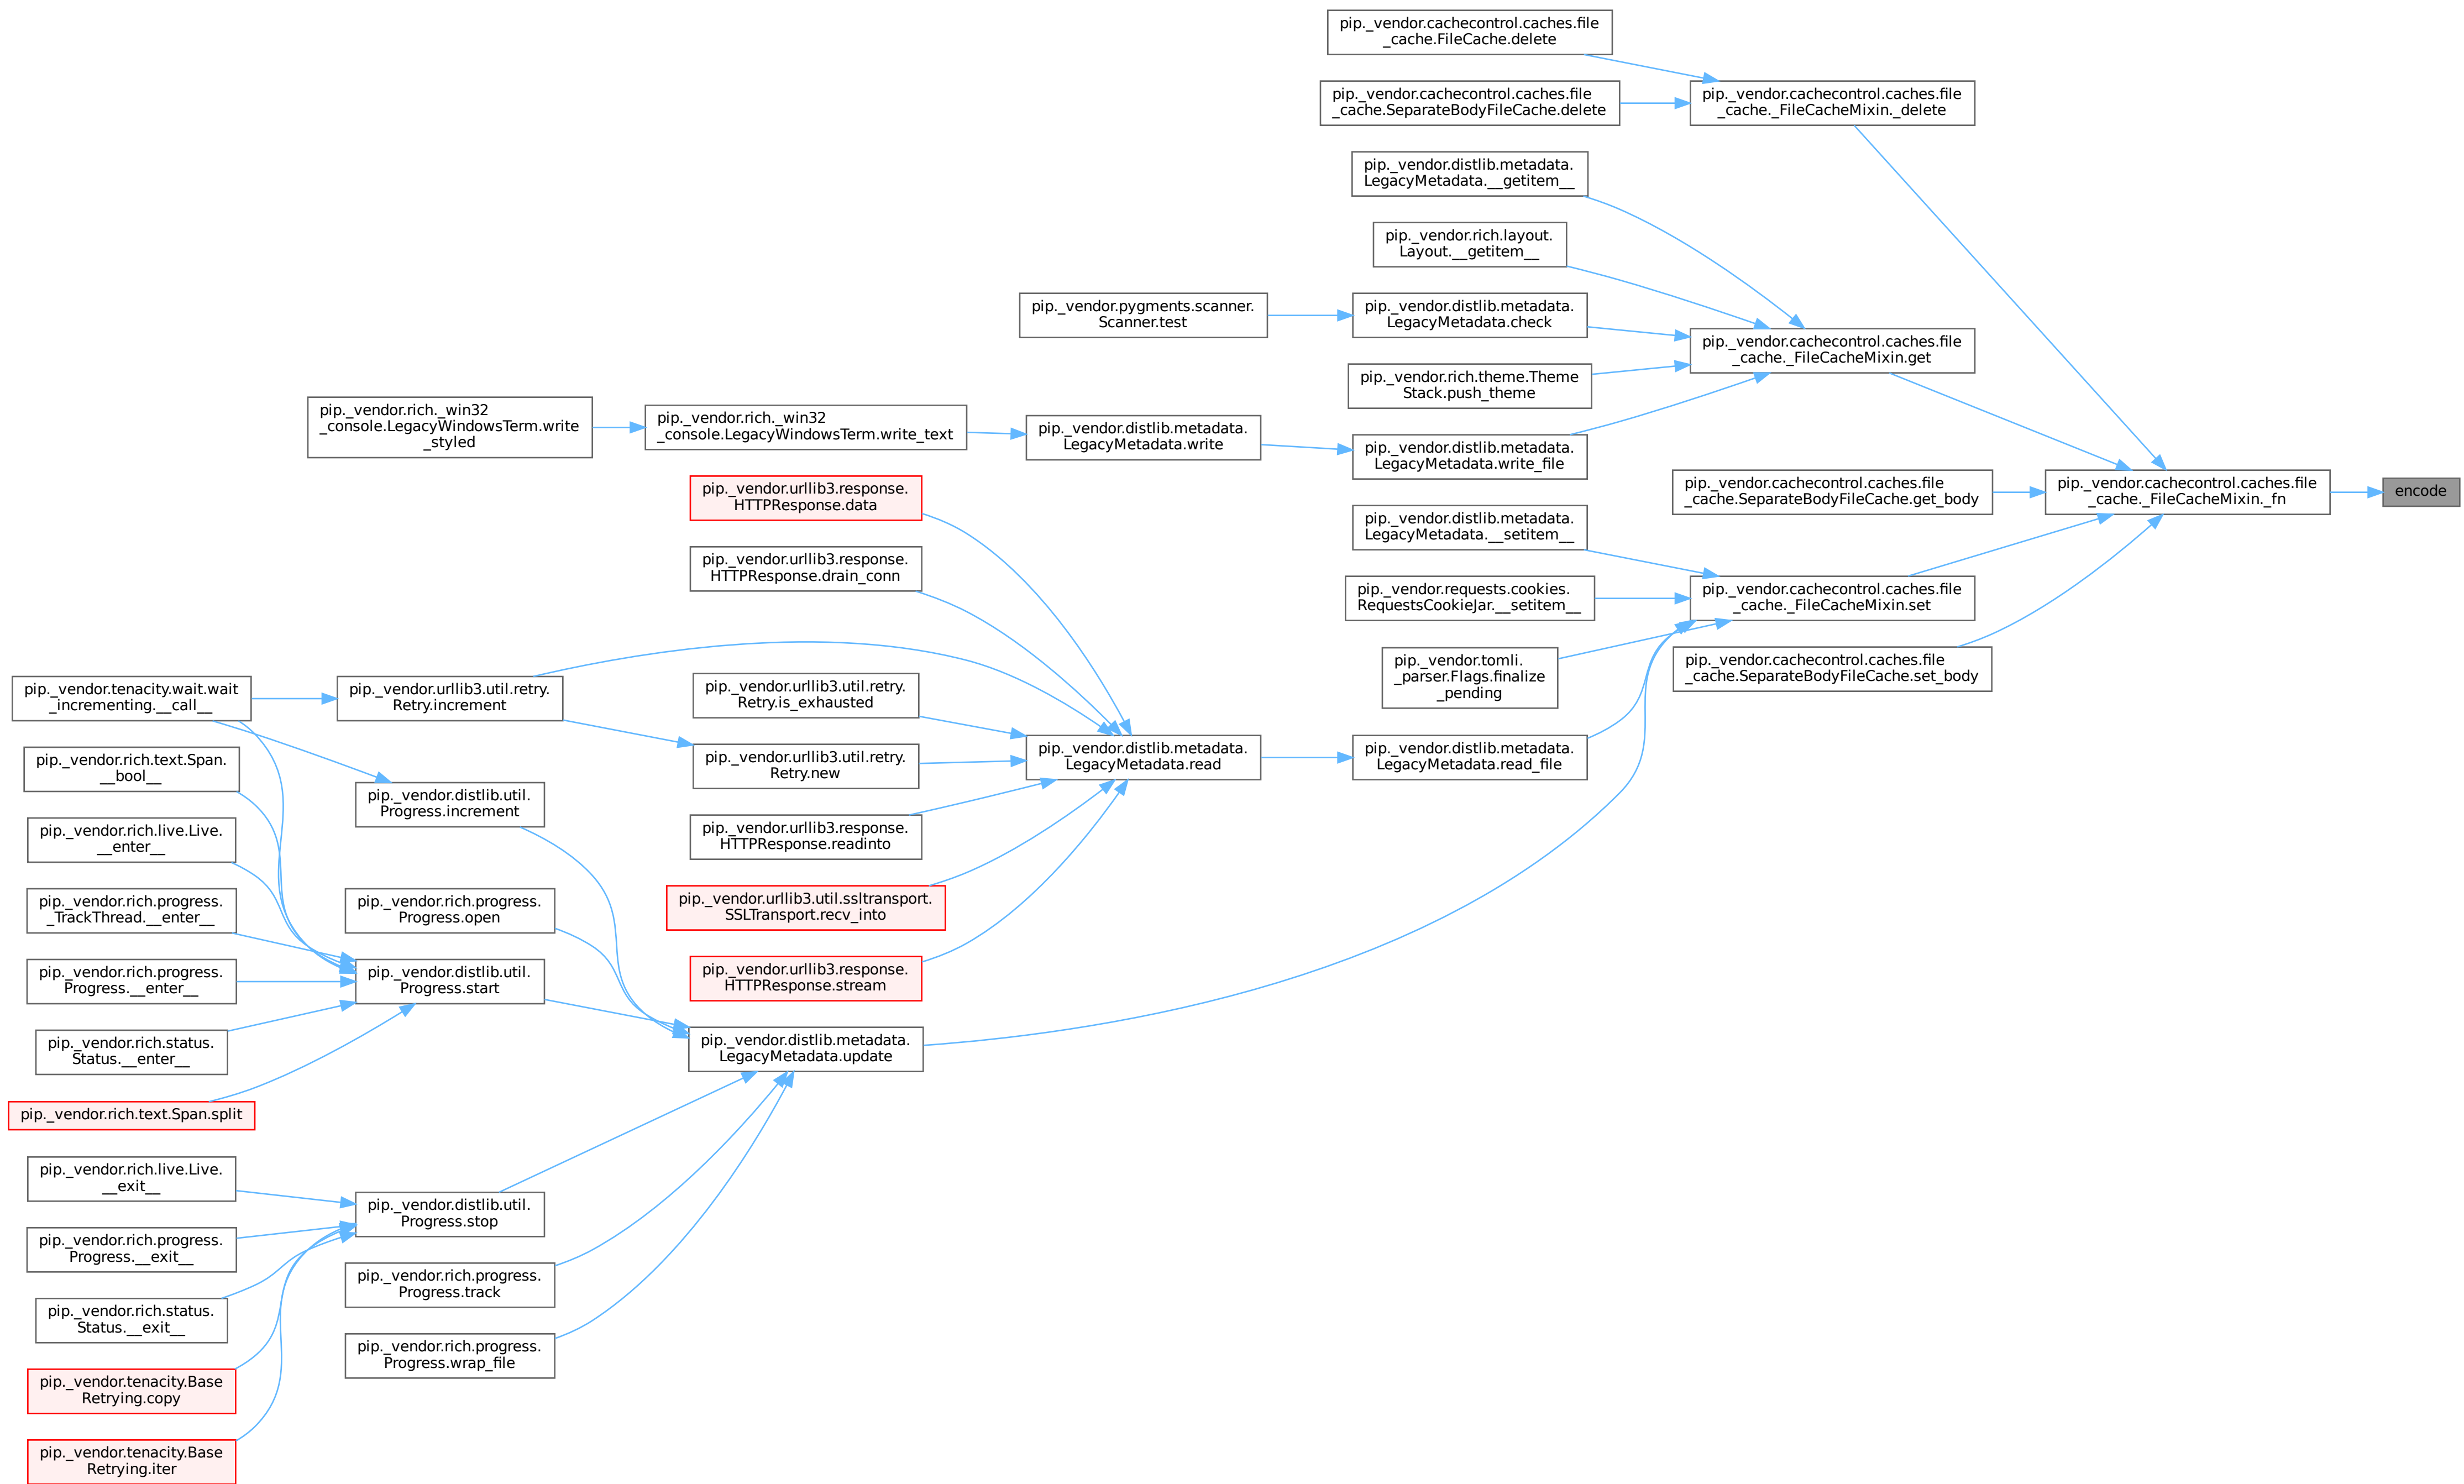 pip._vendor.cachecontrol.caches.file
_cache.FileCache.delete
pip._vendor.cachecontrol.caches.file
_cache.SeparateBodyFileCache.delete
pip._vendor.cachecontrol.caches.file
_cache._FileCacheMixin._delete
pip._vendor.distlib.metadata.
LegacyMetadata.__getitem__
pip._vendor.rich.layout.
Layout.__getitem__
pip._vendor.pygments.scanner.
Scanner.test
pip._vendor.distlib.metadata.
LegacyMetadata.check
pip._vendor.cachecontrol.caches.file
_cache._FileCacheMixin.get
pip._vendor.rich.theme.Theme
Stack.push_theme
pip._vendor.rich._win32
_console.LegacyWindowsTerm.write
_styled
pip._vendor.rich._win32
_console.LegacyWindowsTerm.write_text
pip._vendor.distlib.metadata.
LegacyMetadata.write
pip._vendor.distlib.metadata.
LegacyMetadata.write_file
pip._vendor.urllib3.response.
HTTPResponse.data
pip._vendor.cachecontrol.caches.file
_cache.SeparateBodyFileCache.get_body
pip._vendor.cachecontrol.caches.file
_cache._FileCacheMixin._fn
encode
pip._vendor.distlib.metadata.
LegacyMetadata.__setitem__
pip._vendor.urllib3.response.
HTTPResponse.drain_conn
pip._vendor.requests.cookies.
RequestsCookieJar.__setitem__
pip._vendor.cachecontrol.caches.file
_cache._FileCacheMixin.set
pip._vendor.tomli.
_parser.Flags.finalize
_pending
pip._vendor.cachecontrol.caches.file
_cache.SeparateBodyFileCache.set_body
pip._vendor.tenacity.wait.wait
_incrementing.__call__
pip._vendor.urllib3.util.retry.
Retry.increment
pip._vendor.urllib3.util.retry.
Retry.is_exhausted
pip._vendor.urllib3.util.retry.
Retry.new
pip._vendor.distlib.metadata.
LegacyMetadata.read
pip._vendor.distlib.metadata.
LegacyMetadata.read_file
pip._vendor.rich.text.Span.
__bool__
pip._vendor.distlib.util.
Progress.increment
pip._vendor.urllib3.response.
HTTPResponse.readinto
pip._vendor.rich.live.Live.
__enter__
pip._vendor.rich.progress.
_TrackThread.__enter__
pip._vendor.rich.progress.
Progress.open
pip._vendor.urllib3.util.ssltransport.
SSLTransport.recv_into
pip._vendor.rich.progress.
Progress.__enter__
pip._vendor.distlib.util.
Progress.start
pip._vendor.urllib3.response.
HTTPResponse.stream
pip._vendor.rich.status.
Status.__enter__
pip._vendor.distlib.metadata.
LegacyMetadata.update
pip._vendor.rich.text.Span.split
pip._vendor.rich.live.Live.
__exit__
pip._vendor.distlib.util.
Progress.stop
pip._vendor.rich.progress.
Progress.__exit__
pip._vendor.rich.progress.
Progress.track
pip._vendor.rich.status.
Status.__exit__
pip._vendor.rich.progress.
Progress.wrap_file
pip._vendor.tenacity.Base
Retrying.copy
pip._vendor.tenacity.Base
Retrying.iter